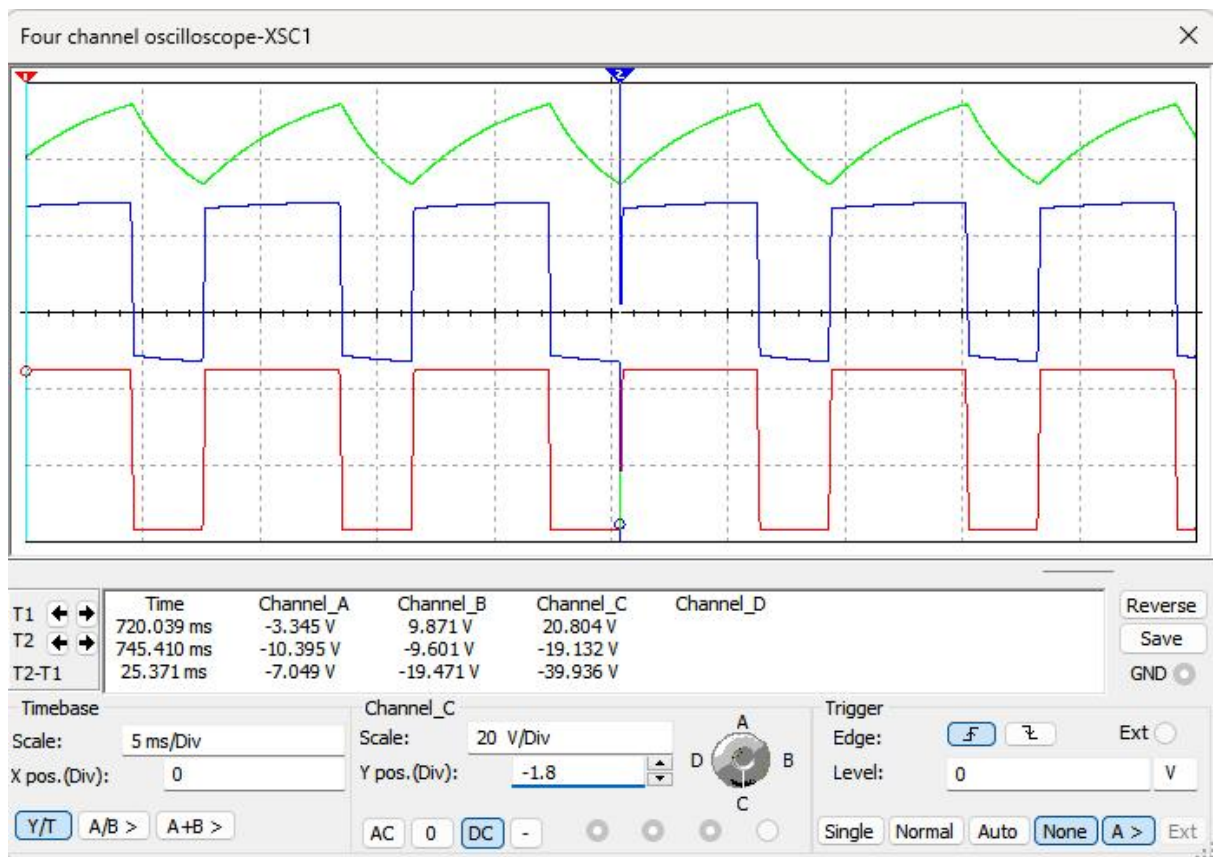 Four channel oscilloscope-XSC1
1
2
Time Channel_A Channel_B Channel_C Channel_D
T1 720.039 ms -3.345 V 9.871 V 20.804 V
T2 745.410 ms -10.395 V -9.601 V -19.132 V
T2-T1 25.371 ms -7.049 V -19.471 V -39.936 V
Reverse
Save
GND
Timebase
Scale: 5 ms/Div
X pos.(Div): 0
Y/T A/B > A+B >
Channel_C
Scale: 20 V/Div
Y pos.(Div): -1.8
AC 0 DC -
A
D B
C
Trigger
Edge: Ext
Level: 0 V
Single Normal Auto None A > Ext